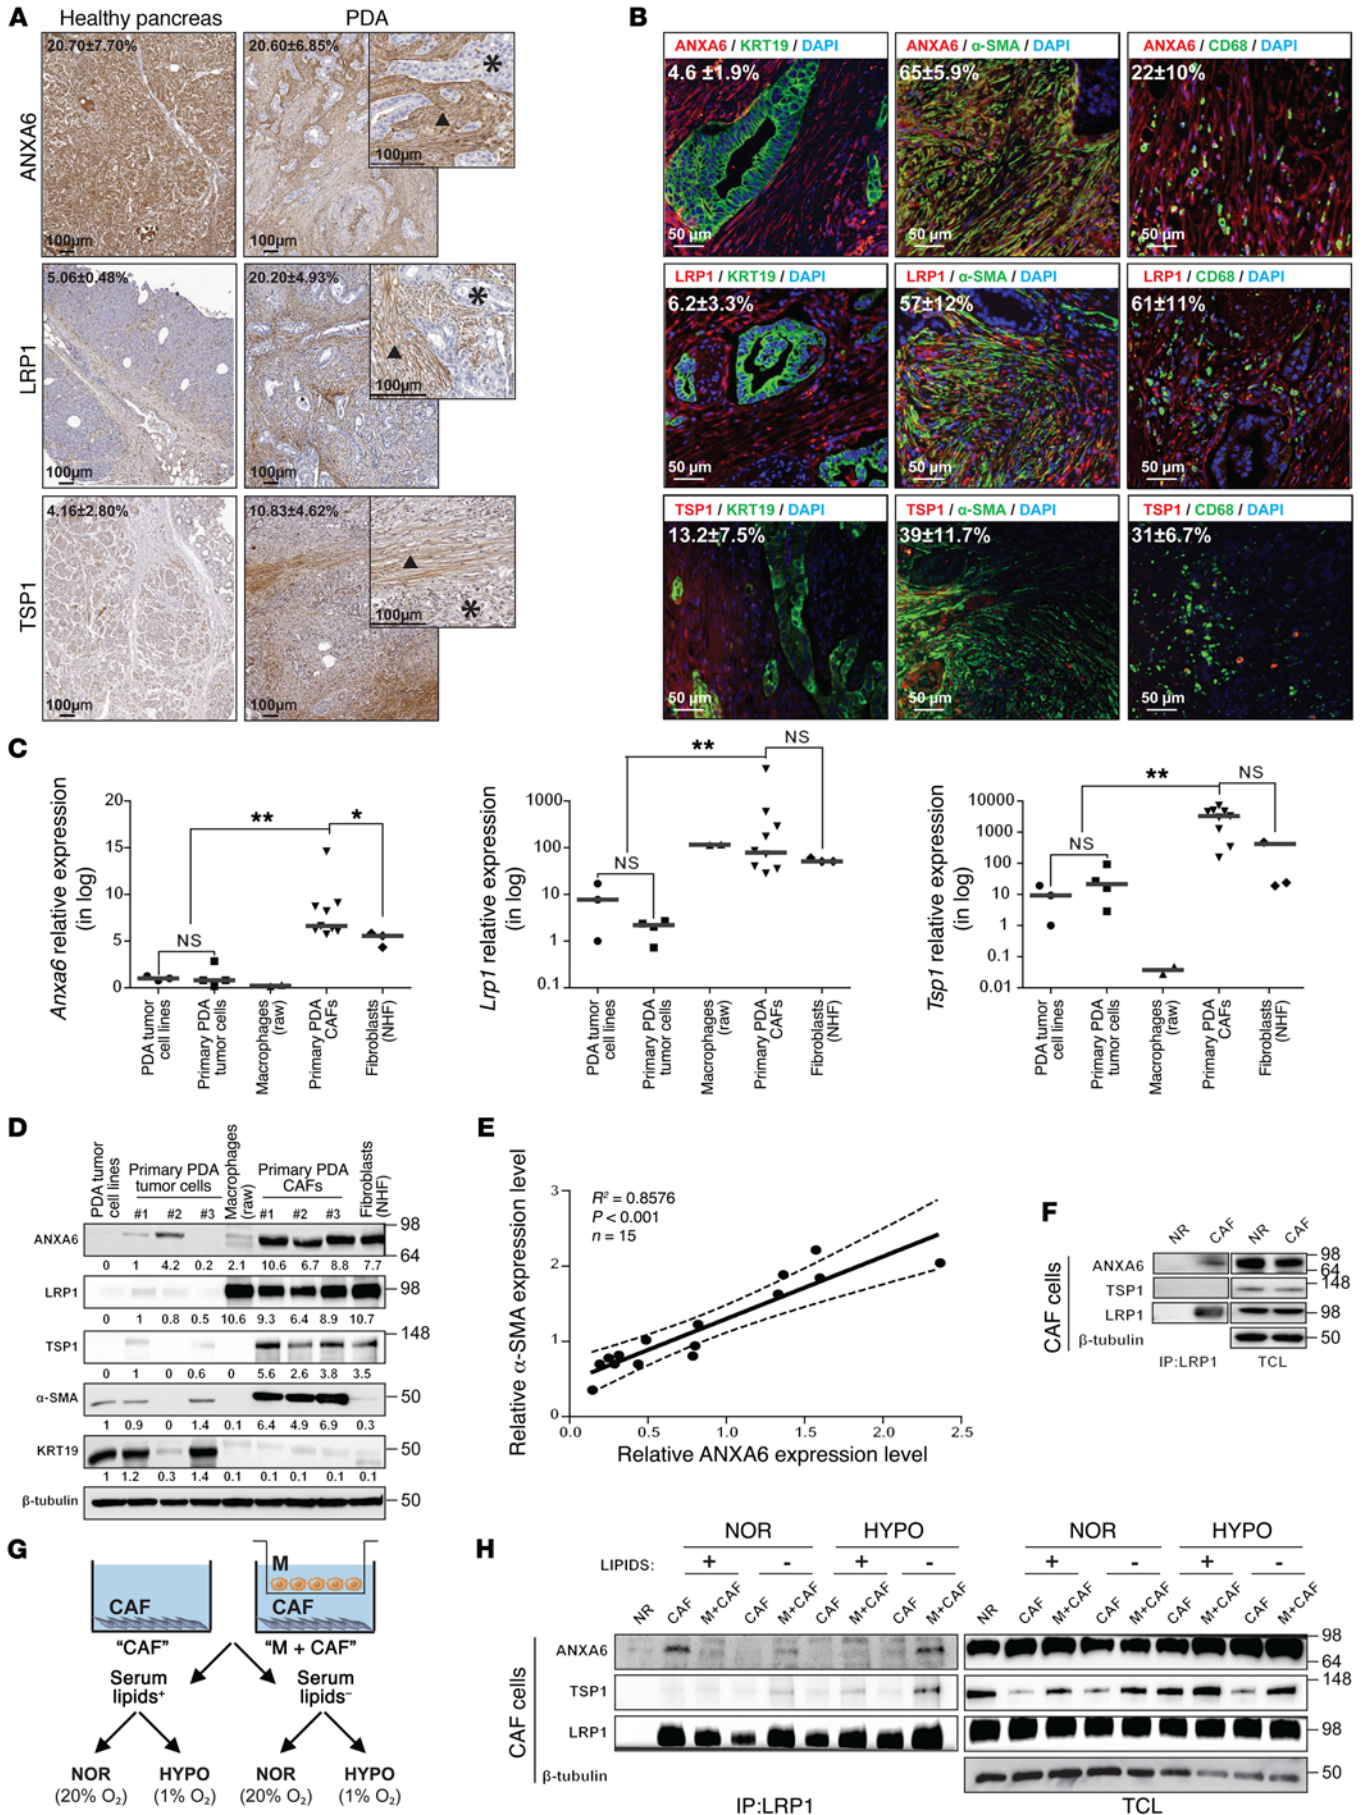 A
Healthy pancreas
PDA
ANXA6
20.70±7.70%
100µm
20.60±6.85%
100µm
100µm
*
LRP1
5.06±0.48%
100µm
20.20±4.93%
100µm
100µm
*
TSP1
4.16±2.80%
100µm
10.83±4.62%
100µm
100µm
*
B
ANXA6 / KRT19 / DAPI
4.6 ±1.9%
50 µm
ANXA6 / α-SMA / DAPI
65±5.9%
50 µm
ANXA6 / CD68 / DAPI
22±10%
50 µm
LRP1 / KRT19 / DAPI
6.2±3.3%
50 µm
LRP1 / α-SMA / DAPI
57±12%
50 µm
LRP1 / CD68 / DAPI
61±11%
50 µm
TSP1 / KRT19 / DAPI
13.2±7.5%
50 µm
TSP1 / α-SMA / DAPI
39±11.7%
50 µm
TSP1 / CD68 / DAPI
31±6.7%
50 µm
C
Anxa6 relative expression
(in log)
20
15
10
5
0
NS
**
*
PDA tumor
cell lines
Primary PDA
tumor cells
Macrophages
(raw)
Primary PDA
CAFs
Fibroblasts
(NHF)
Lrp1 relative expression
(in log)
1000
100
10
1
0.1
NS
**
NS
PDA tumor
cell lines
Primary PDA
tumor cells
Macrophages
(raw)
Primary PDA
CAFs
Fibroblasts
(NHF)
Tsp1 relative expression
(in log)
10000
1000
100
10
1
0.1
0.01
NS
**
NS
PDA tumor
cell lines
Primary PDA
tumor cells
Macrophages
(raw)
Primary PDA
CAFs
Fibroblasts
(NHF)
D
PDA tumor
cell lines
Primary PDA
tumor cells
Macrophages
(raw)
Primary PDA
CAFs
Fibroblasts
(NHF)
#1 #2 #3 #1 #2 #3
ANXA6 98
64
0 1 4.2 0.2 2.1 10.6 6.7 8.8 7.7
LRP1 98
0 1 0.8 0.5 10.6 9.3 6.4 8.9 10.7
TSP1 148
0 1 0 0.6 0 5.6 2.6 3.8 3.5
α-SMA 50
1 0.9 0 1.4 0.1 6.4 4.9 6.9 0.3
KRT19 50
1 1.2 0.3 1.4 0.1 0.1 0.1 0.1 0.1
β-tubulin 50
E
Relative α-SMA expression level
3
2
1
0
R² = 0.8576
P < 0.001
n = 15
0.0 0.5 1.0 1.5 2.0 2.5
Relative ANXA6 expression level
F
NR CAF NR CAF
CAF cells
ANXA6 98
64
TSP1 148
LRP1 98
β-tubulin 50
IP:LRP1 TCL
G
M
CAF CAF
“CAF” “M + CAF”
Serum
lipids⁺
Serum
lipids⁻
NOR HYPO NOR HYPO
(20% O₂) (1% O₂) (20% O₂) (1% O₂)
H
NOR HYPO NOR HYPO
LIPIDS: + - + - + - + -
NR CAF M+CAF CAF M+CAF CAF M+CAF CAF M+CAF NR CAF M+CAF CAF M+CAF CAF M+CAF CAF M+CAF
CAF cells
ANXA6 98
64
TSP1 148
LRP1 98
β-tubulin 50
IP:LRP1 TCL